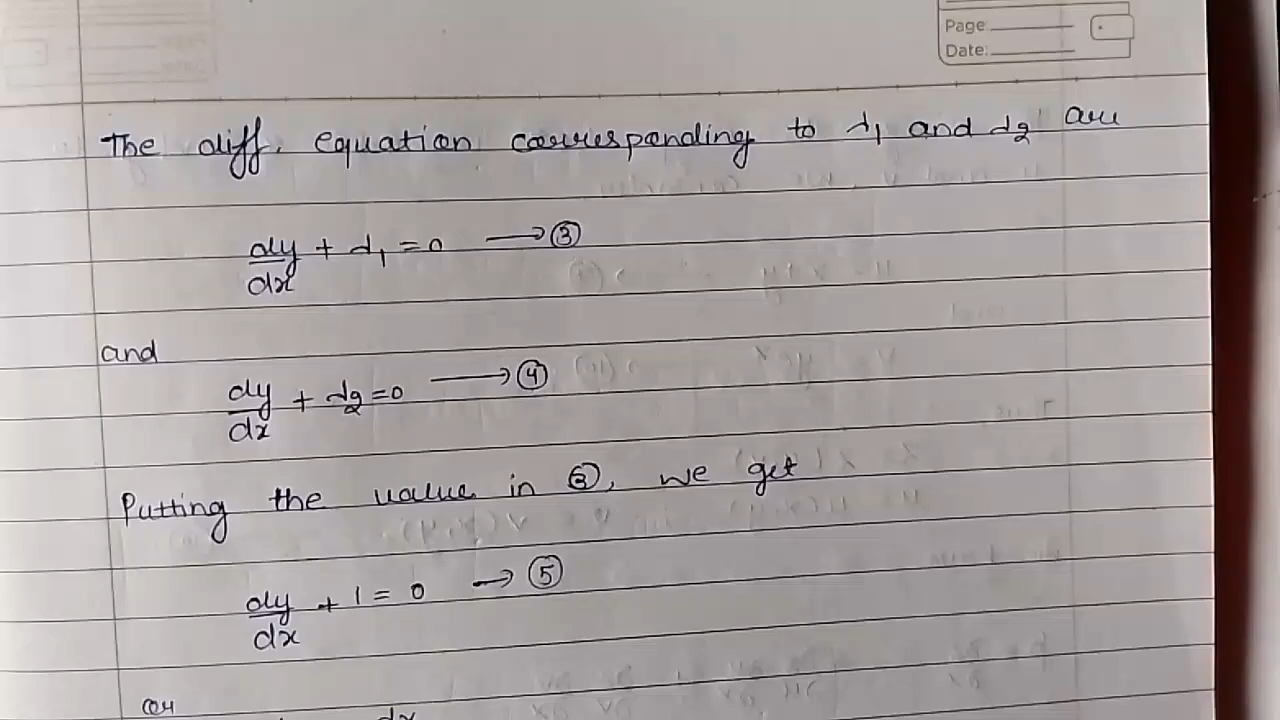 Page
Date:
The diff. equation corresponding to λ₁ and λ₂ are
dy/dx + λ₁ = 0 → ③
and
dy/dx + λ₂ = 0 → ④
Putting the value in ③, we get
dy/dx + 1 = 0 → ⑤
or